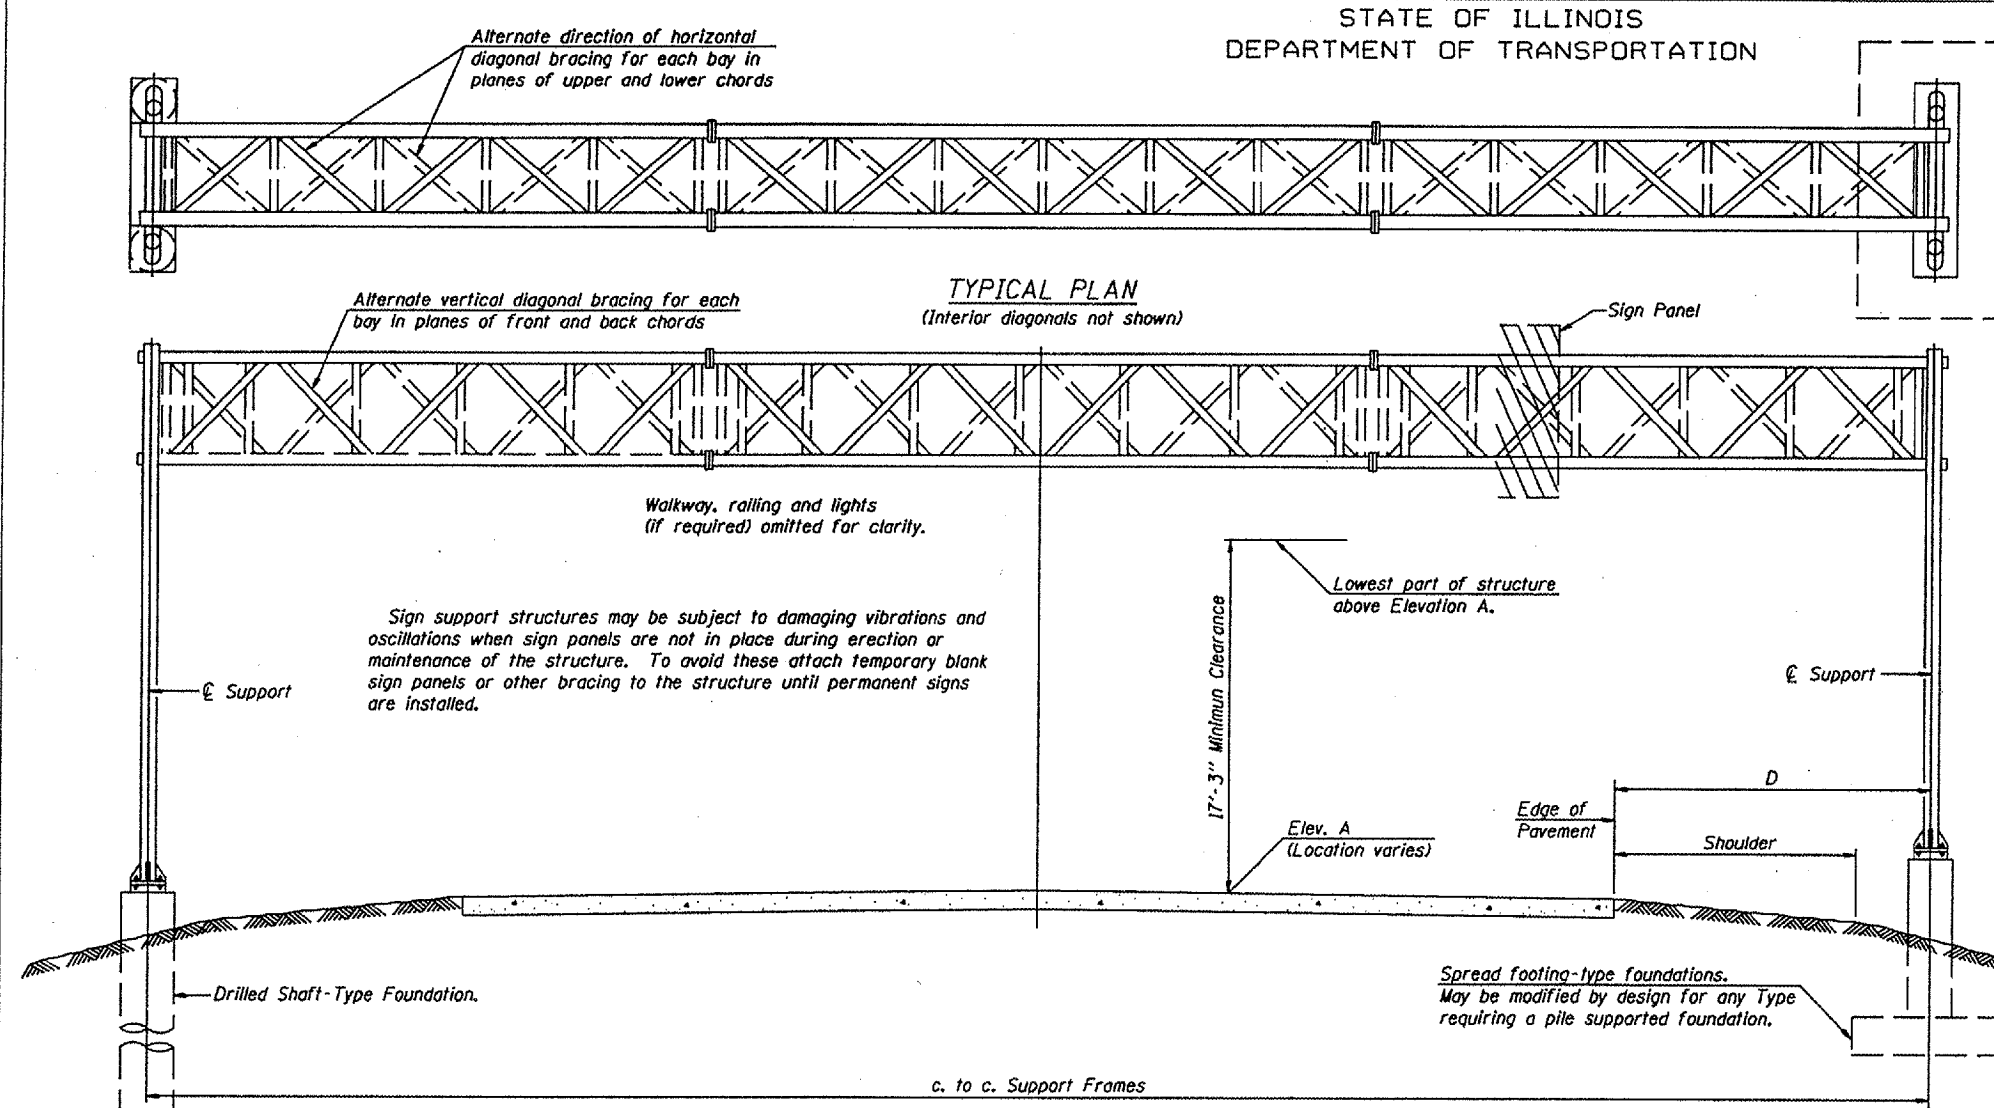 STATE OF ILLINOIS
DEPARTMENT OF TRANSPORTATION
Alternate direction of horizontal
diagonal bracing for each bay in
planes of upper and lower chords
TYPICAL PLAN
(Interior diagonals not shown)
Alternate vertical diagonal bracing for each
bay in planes of front and back chords
Sign Panel
Walkway, railing and lights
(if required) omitted for clarity.
Lowest part of structure
above Elevation A.
Sign support structures may be subject to damaging vibrations and
oscillations when sign panels are not in place during erection or
maintenance of the structure. To avoid these attach temporary blank
sign panels or other bracing to the structure until permanent signs
are installed.
℄ Support
℄ Support
17'-3" Minimun Clearance
D
Edge of
Pavement
Shoulder
Elev. A
(Location varies)
Drilled Shaft-Type Foundation.
Spread footing-type foundations.
May be modified by design for any Type
requiring a pile supported foundation.
c. to c. Support Frames